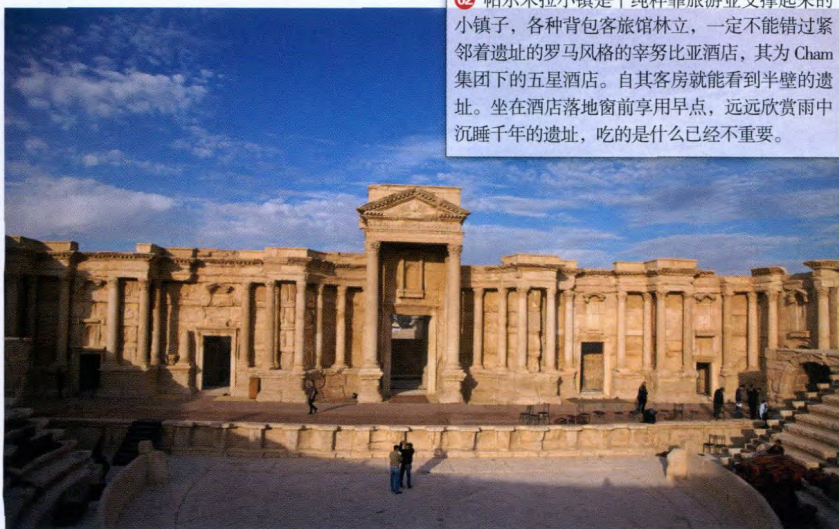 02 帕尔米拉小镇是个纯粹靠旅游业支撑起来的
小镇子，各种背包客旅馆林立，一定不能错过紧
邻着遗址的罗马风格的宰努比亚酒店，其为 Cham
集团下的五星酒店。自其客房就能看到半壁的遗
址。坐在酒店落地窗前享用早点，远远欣赏雨中
沉睡千年的遗址，吃的是什么已经不重要。